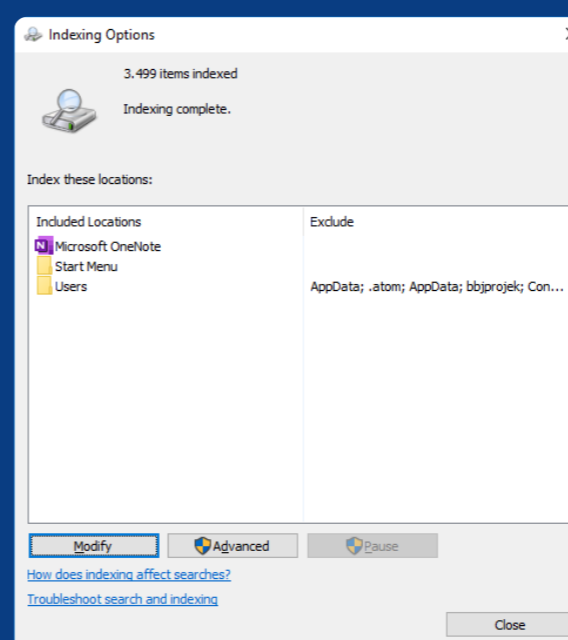 Indexing Options
3.499 items indexed
Indexing complete.
Index these locations:
Included Locations Exclude
Microsoft OneNote
Start Menu
Users AppData; .atom; AppData; bbjprojek; Con...
Modify Advanced Pause
How does indexing affect searches?
Troubleshoot search and indexing
Close